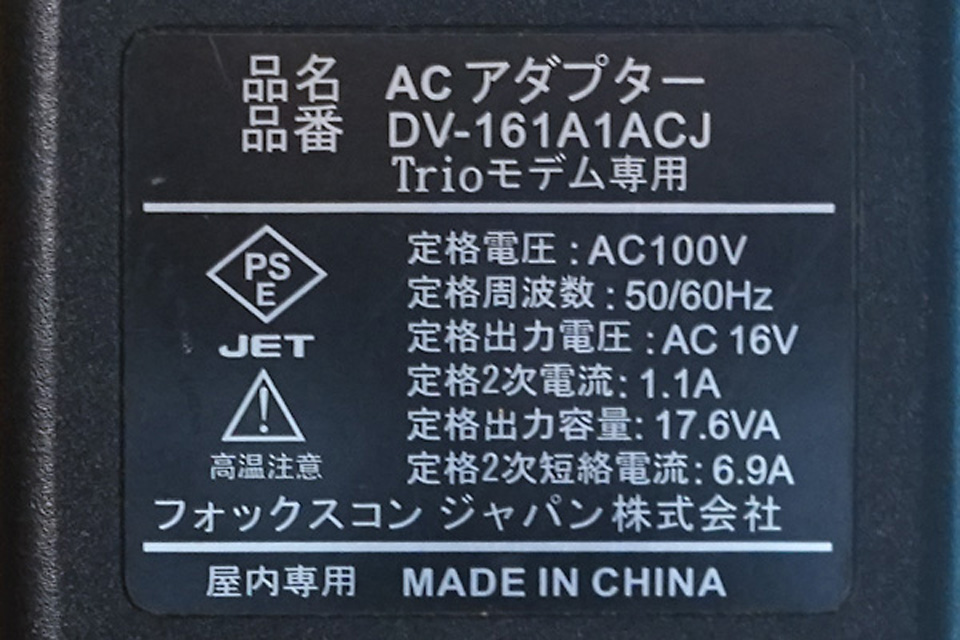 品名 ACアダプター
品番 DV-161A1ACJ
Trioモデム専用
PS
E
JET
高温注意
定格電圧:AC100V
定格周波数:50/60Hz
定格出力電圧:AC 16V
定格2次電流:1.1A
定格出力容量:17.6VA
定格2次短絡電流:6.9A
フォックスコン ジャパン株式会社
屋内専用 MADE IN CHINA